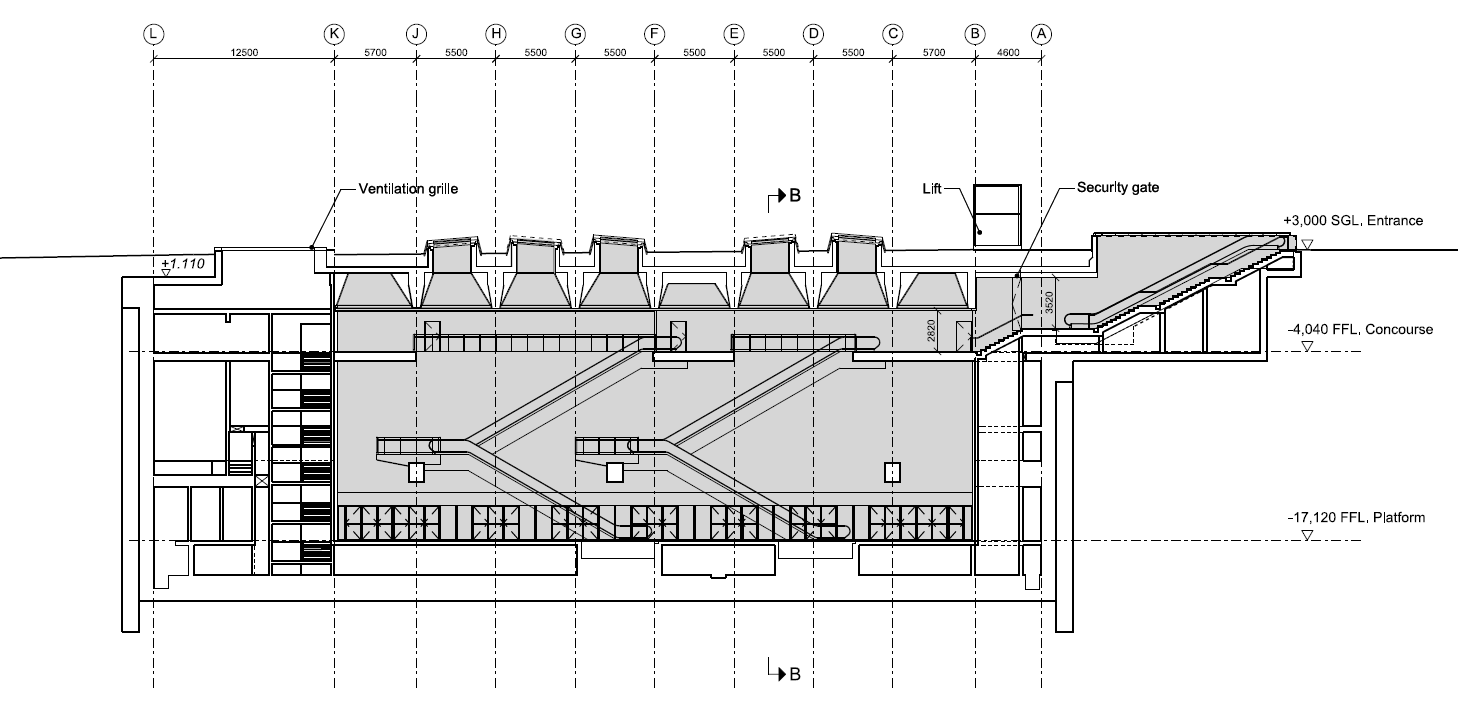 L K J H G F E D C B A
12500 5700 5500 5500 5500 5500 5500 5500 5700 4600
Ventilation grille
B
Lift
Security gate
+3,000 SGL, Entrance
+1.110
3520
2820
-4,040 FFL, Concourse
-17,120 FFL, Platform
B